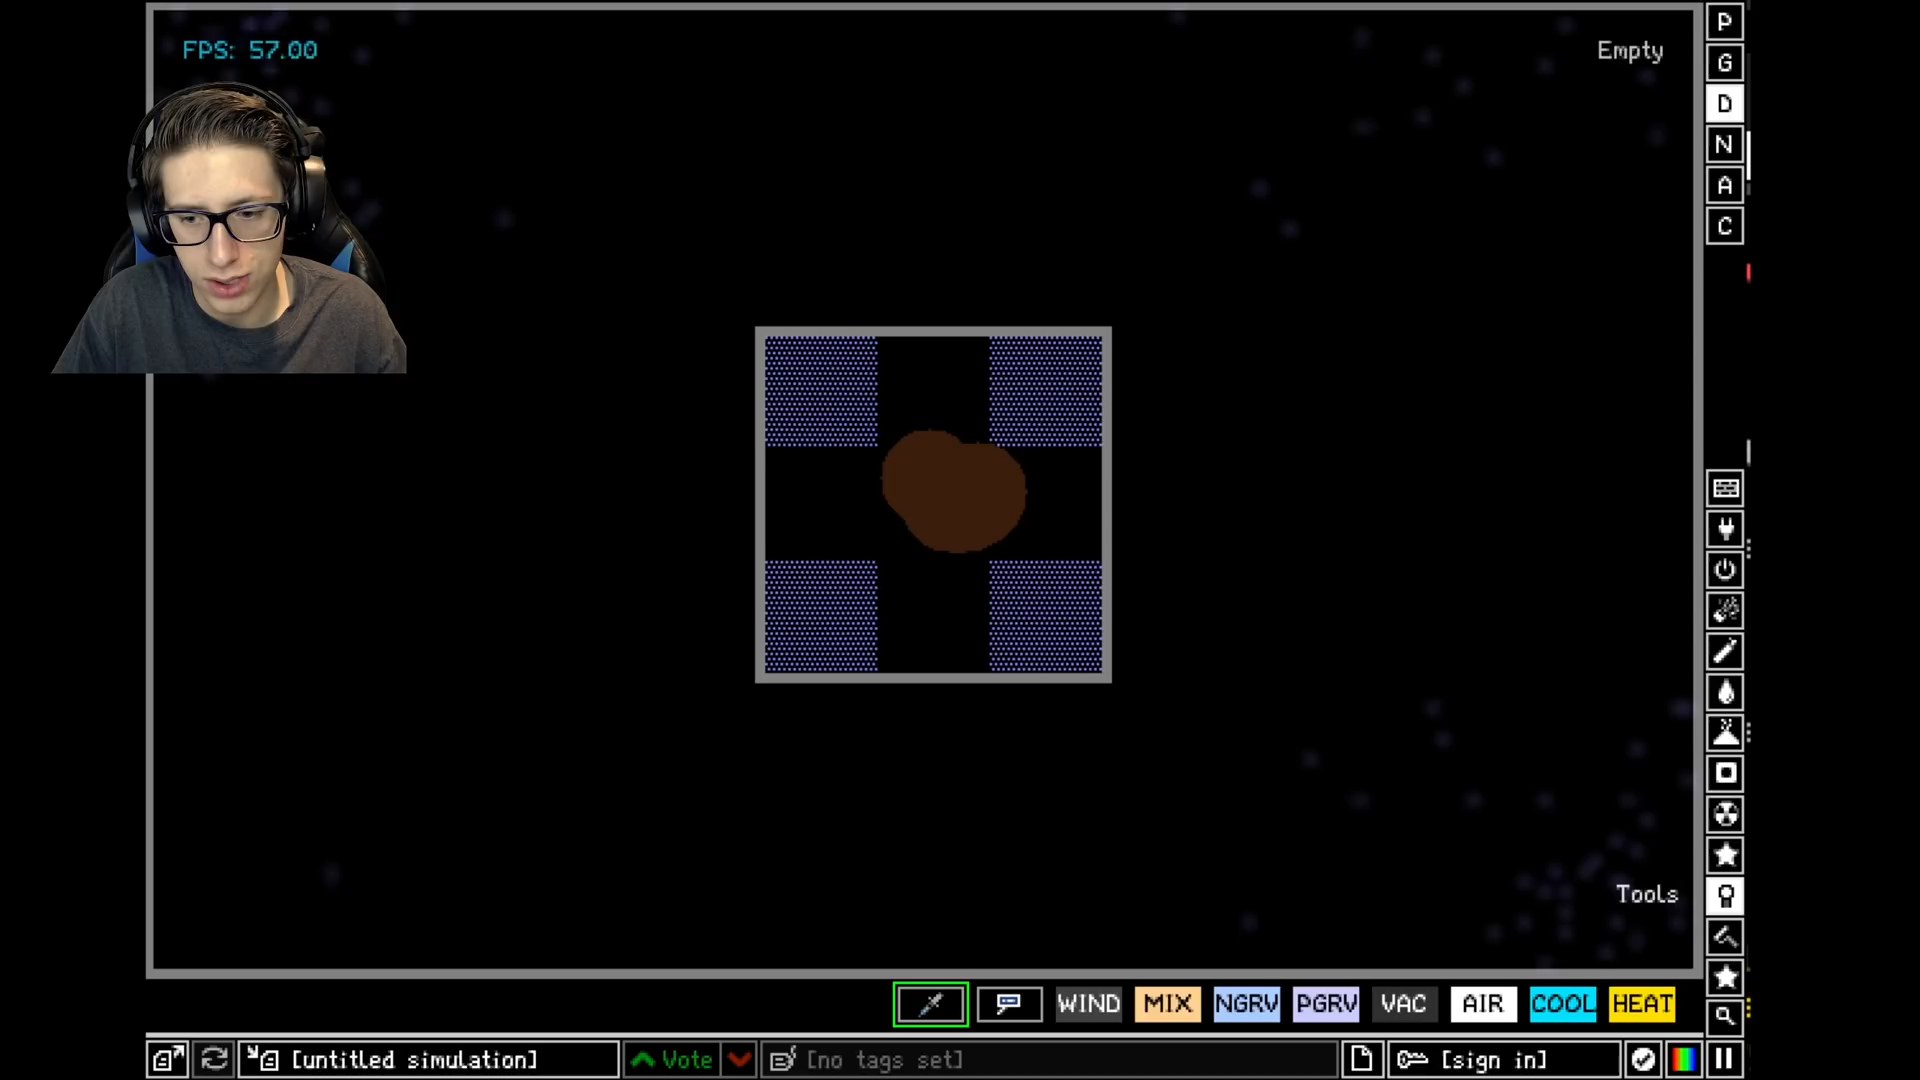 FPS: 57.00
Empty
P
G
D
N
A
C
Tools
WIND MIX NGRV PGRV VAC AIR COOL HEAT
[untitled simulation] Vote [no tags set] [sign in]